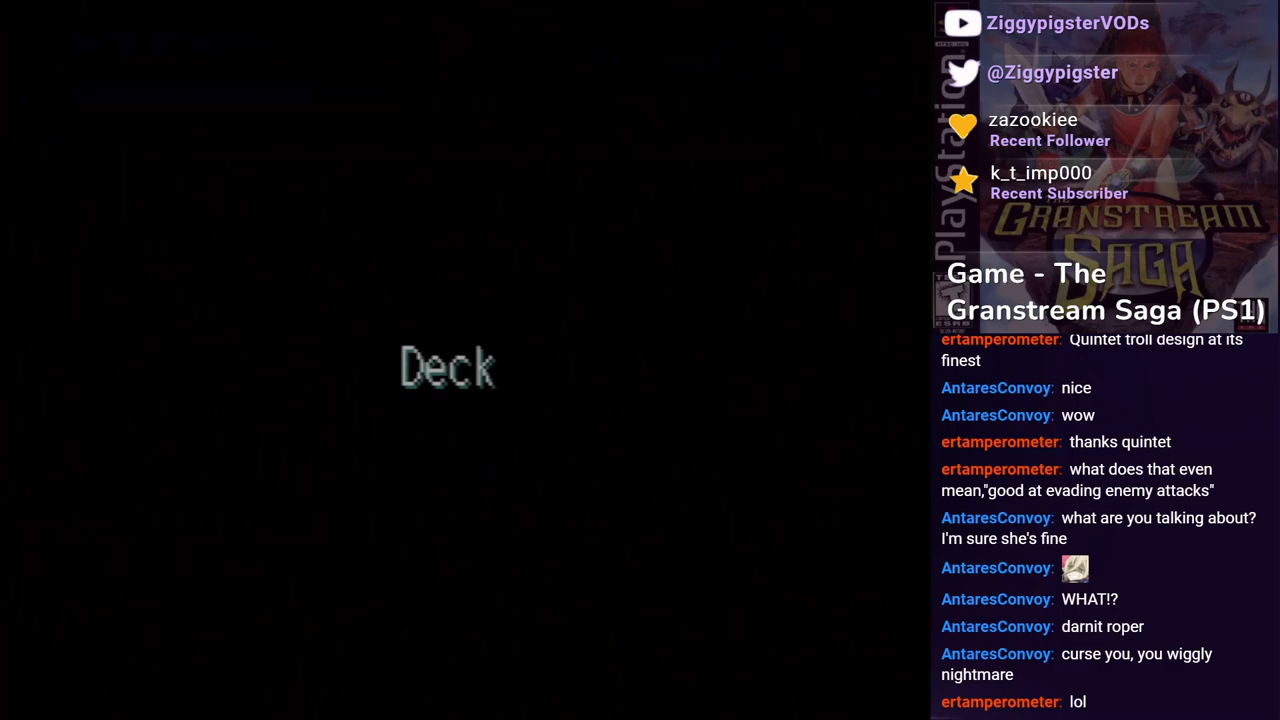 Deck
ZiggypigsterVODs
@Ziggypigster
zazookiee
Recent Follower
k_t_imp000
Recent Subscriber
PlayStation
GRANSTREAM
SAGA
Game - The
Granstream Saga (PS1)
ertamperometer: Quintet troll design at its
finest
AntaresConvoy: nice
AntaresConvoy: wow
ertamperometer: thanks quintet
ertamperometer: what does that even
mean,"good at evading enemy attacks"
AntaresConvoy: what are you talking about?
I'm sure she's fine
AntaresConvoy:
AntaresConvoy: WHAT!?
AntaresConvoy: darnit roper
AntaresConvoy: curse you, you wiggly
nightmare
ertamperometer: lol